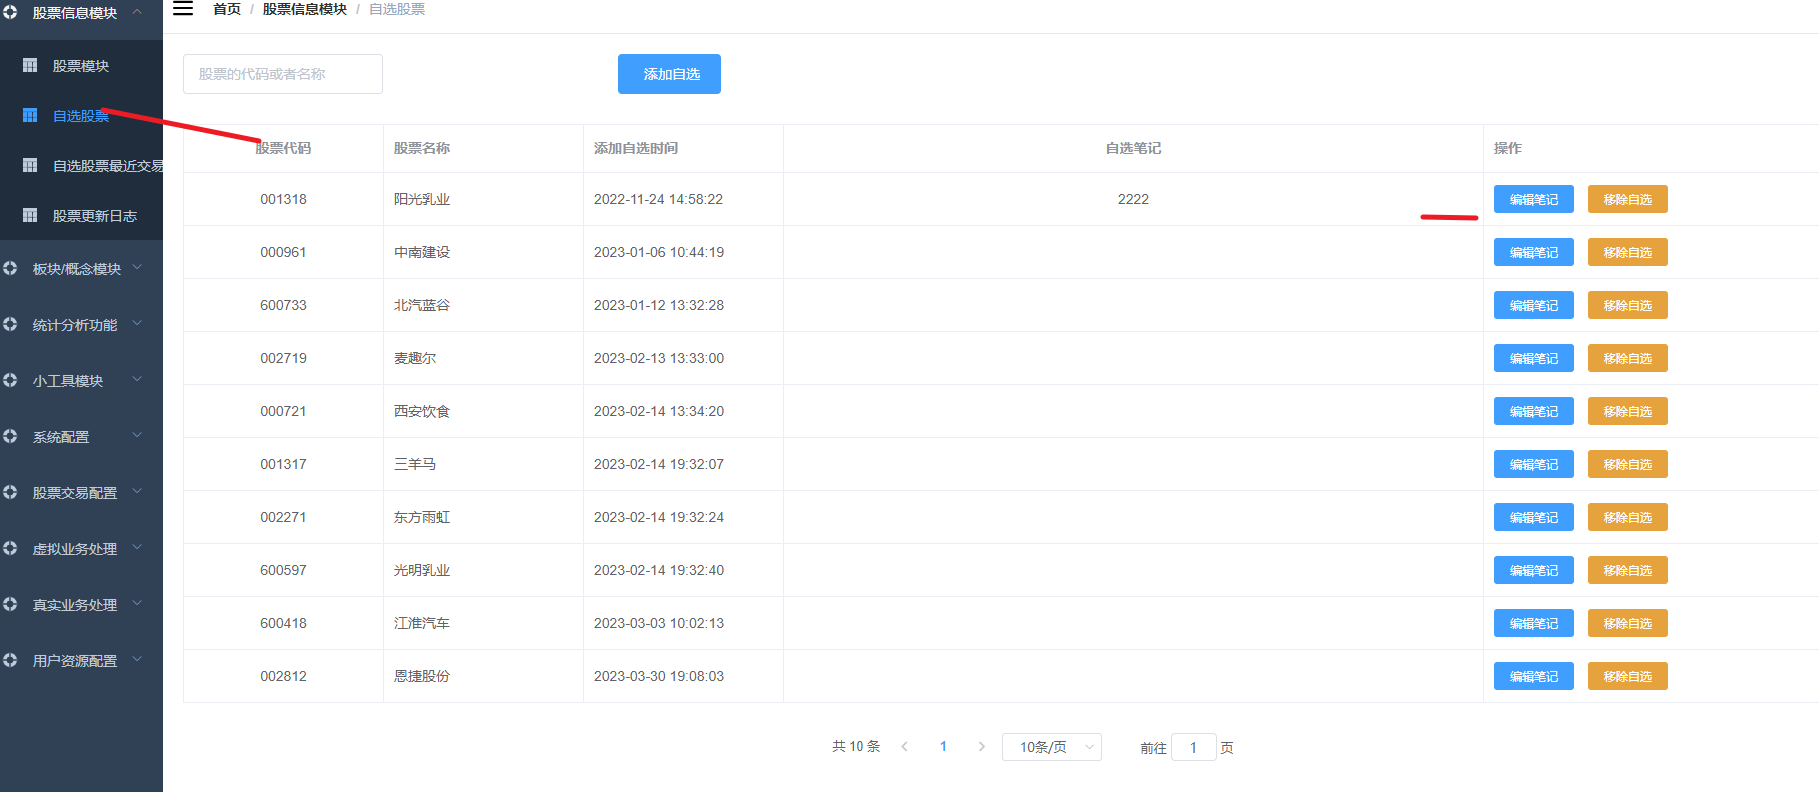 股票信息模块
股票模块
自选股票
自选股票最近交易
股票更新日志
板块/概念模块
统计分析功能
小工具模块
系统配置
股票交易配置
虚拟业务处理
真实业务处理
用户资源配置
首页 / 股票信息模块 / 自选股票
股票的代码或者名称 添加自选
股票代码 股票名称 添加自选时间 自选笔记 操作
001318 阳光乳业 2022-11-24 14:58:22 2222 编辑笔记 移除自选
000961 中南建设 2023-01-06 10:44:19 编辑笔记 移除自选
600733 北汽蓝谷 2023-01-12 13:32:28 编辑笔记 移除自选
002719 麦趣尔 2023-02-13 13:33:00 编辑笔记 移除自选
000721 西安饮食 2023-02-14 13:34:20 编辑笔记 移除自选
001317 三羊马 2023-02-14 19:32:07 编辑笔记 移除自选
002271 东方雨虹 2023-02-14 19:32:24 编辑笔记 移除自选
600597 光明乳业 2023-02-14 19:32:40 编辑笔记 移除自选
600418 江淮汽车 2023-03-03 10:02:13 编辑笔记 移除自选
002812 恩捷股份 2023-03-30 19:08:03 编辑笔记 移除自选
共 10 条 1 10条/页 前往 1 页